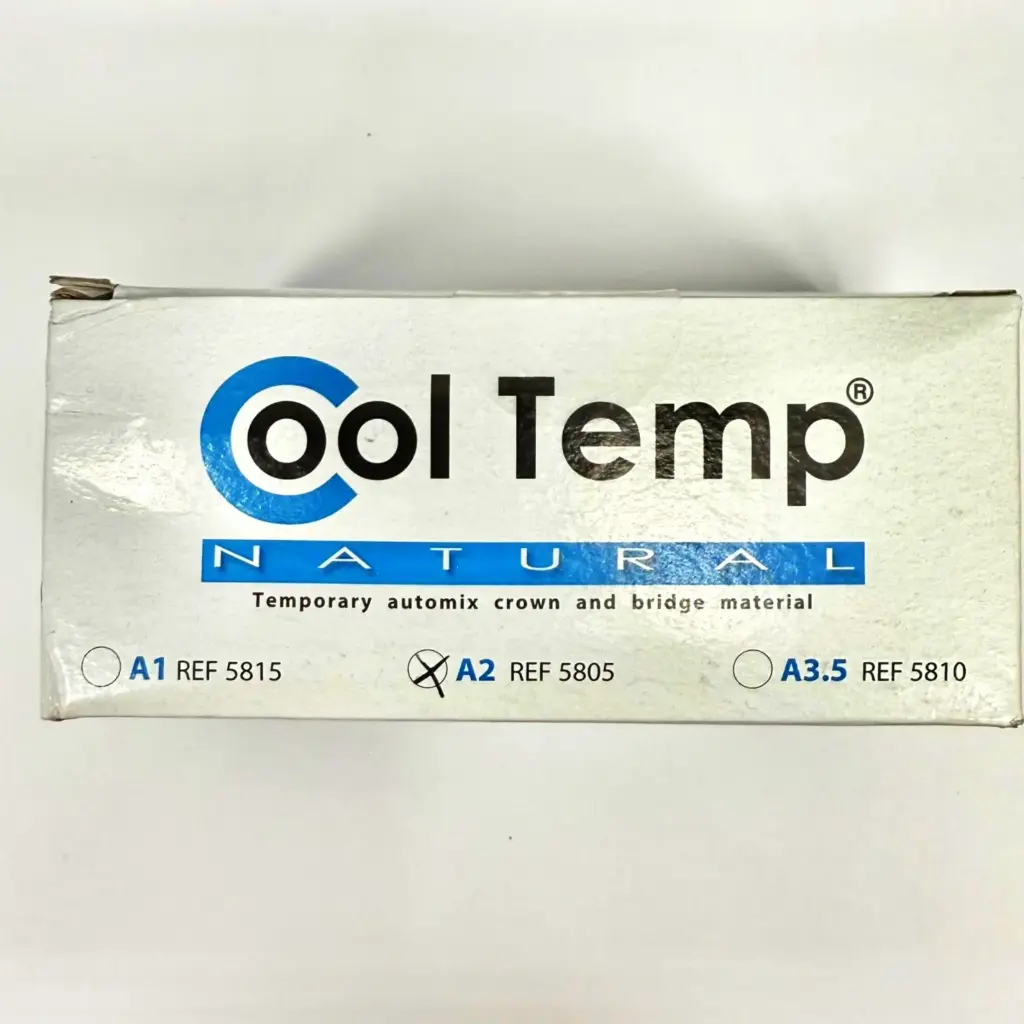 Cool Temp®
NATURAL
Temporary automix crown and bridge material
A1 REF 5815 A2 REF 5805 A3.5 REF 5810